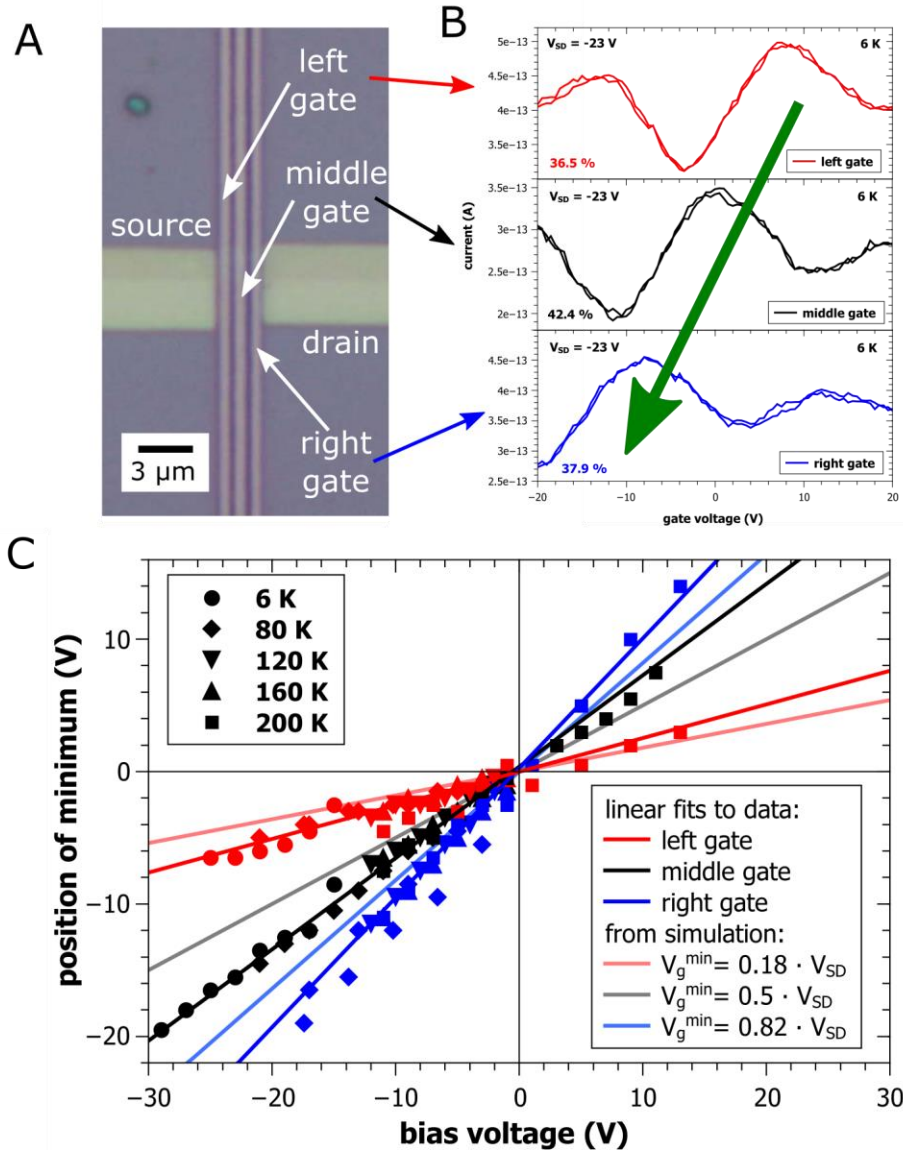 A
left
gate
middle
gate
source
drain
right
gate
3 µm
B
V_SD = -23 V
6 K
5e-13
4.5e-13
4e-13
3.5e-13
36.5 %
left gate
V_SD = -23 V
6 K
3.5e-13
3e-13
2.5e-13
2e-13
current (A)
42.4 %
middle gate
V_SD = -23 V
6 K
4.5e-13
4e-13
3.5e-13
3e-13
2.5e-13
37.9 %
right gate
-20 -10 0 10 20
gate voltage (V)
C
6 K
80 K
120 K
160 K
200 K
position of minimum (V)
10
0
−10
−20
linear fits to data:
left gate
middle gate
right gate
from simulation:
V_g^min= 0.18 · V_SD
V_g^min= 0.5 · V_SD
V_g^min= 0.82 · V_SD
−30 −20 −10 0 10 20 30
bias voltage (V)